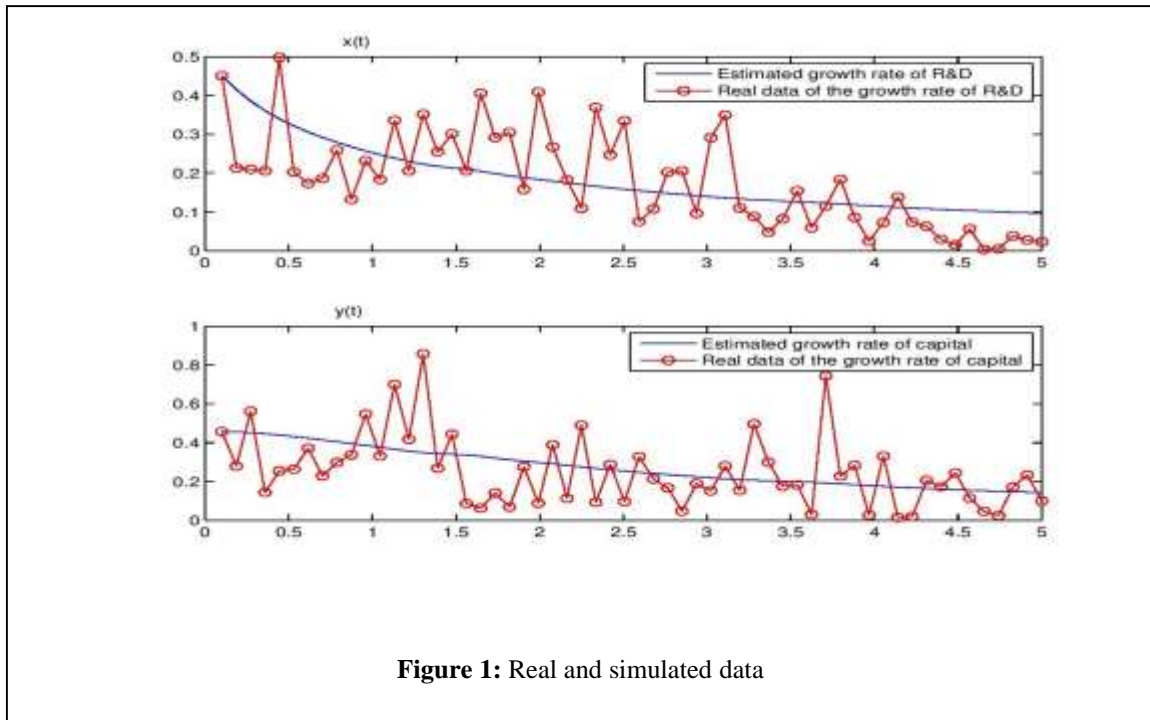 x(t)
0.5
0.4
0.3
0.2
0.1
0
Estimated growth rate of R&D
Real data of the growth rate of R&D
0 0.5 1 1.5 2 2.5 3 3.5 4 4.5 5
y(t)
1
0.8
0.6
0.4
0.2
0
Estimated growth rate of capital
Real data of the growth rate of capital
0 0.5 1 1.5 2 2.5 3 3.5 4 4.5 5
Figure 1: Real and simulated data